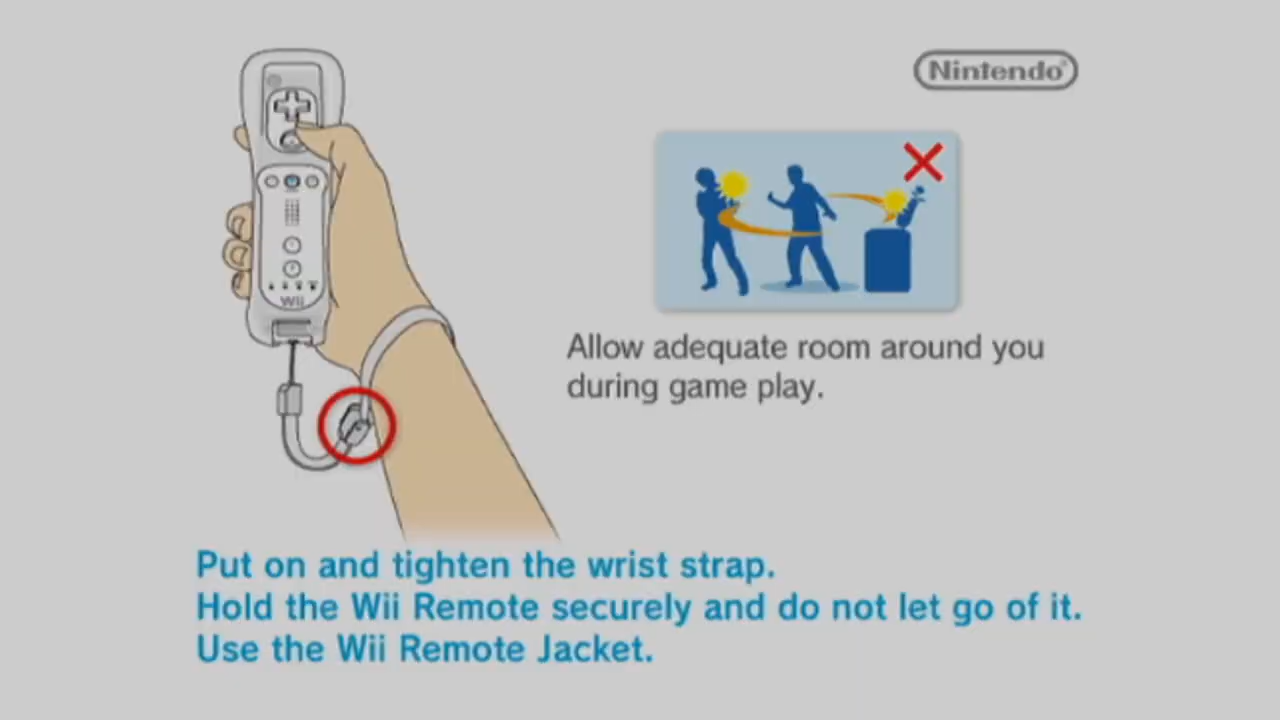 Nintendo®
Wii
Allow adequate room around you
during game play.
Put on and tighten the wrist strap.
Hold the Wii Remote securely and do not let go of it.
Use the Wii Remote Jacket.